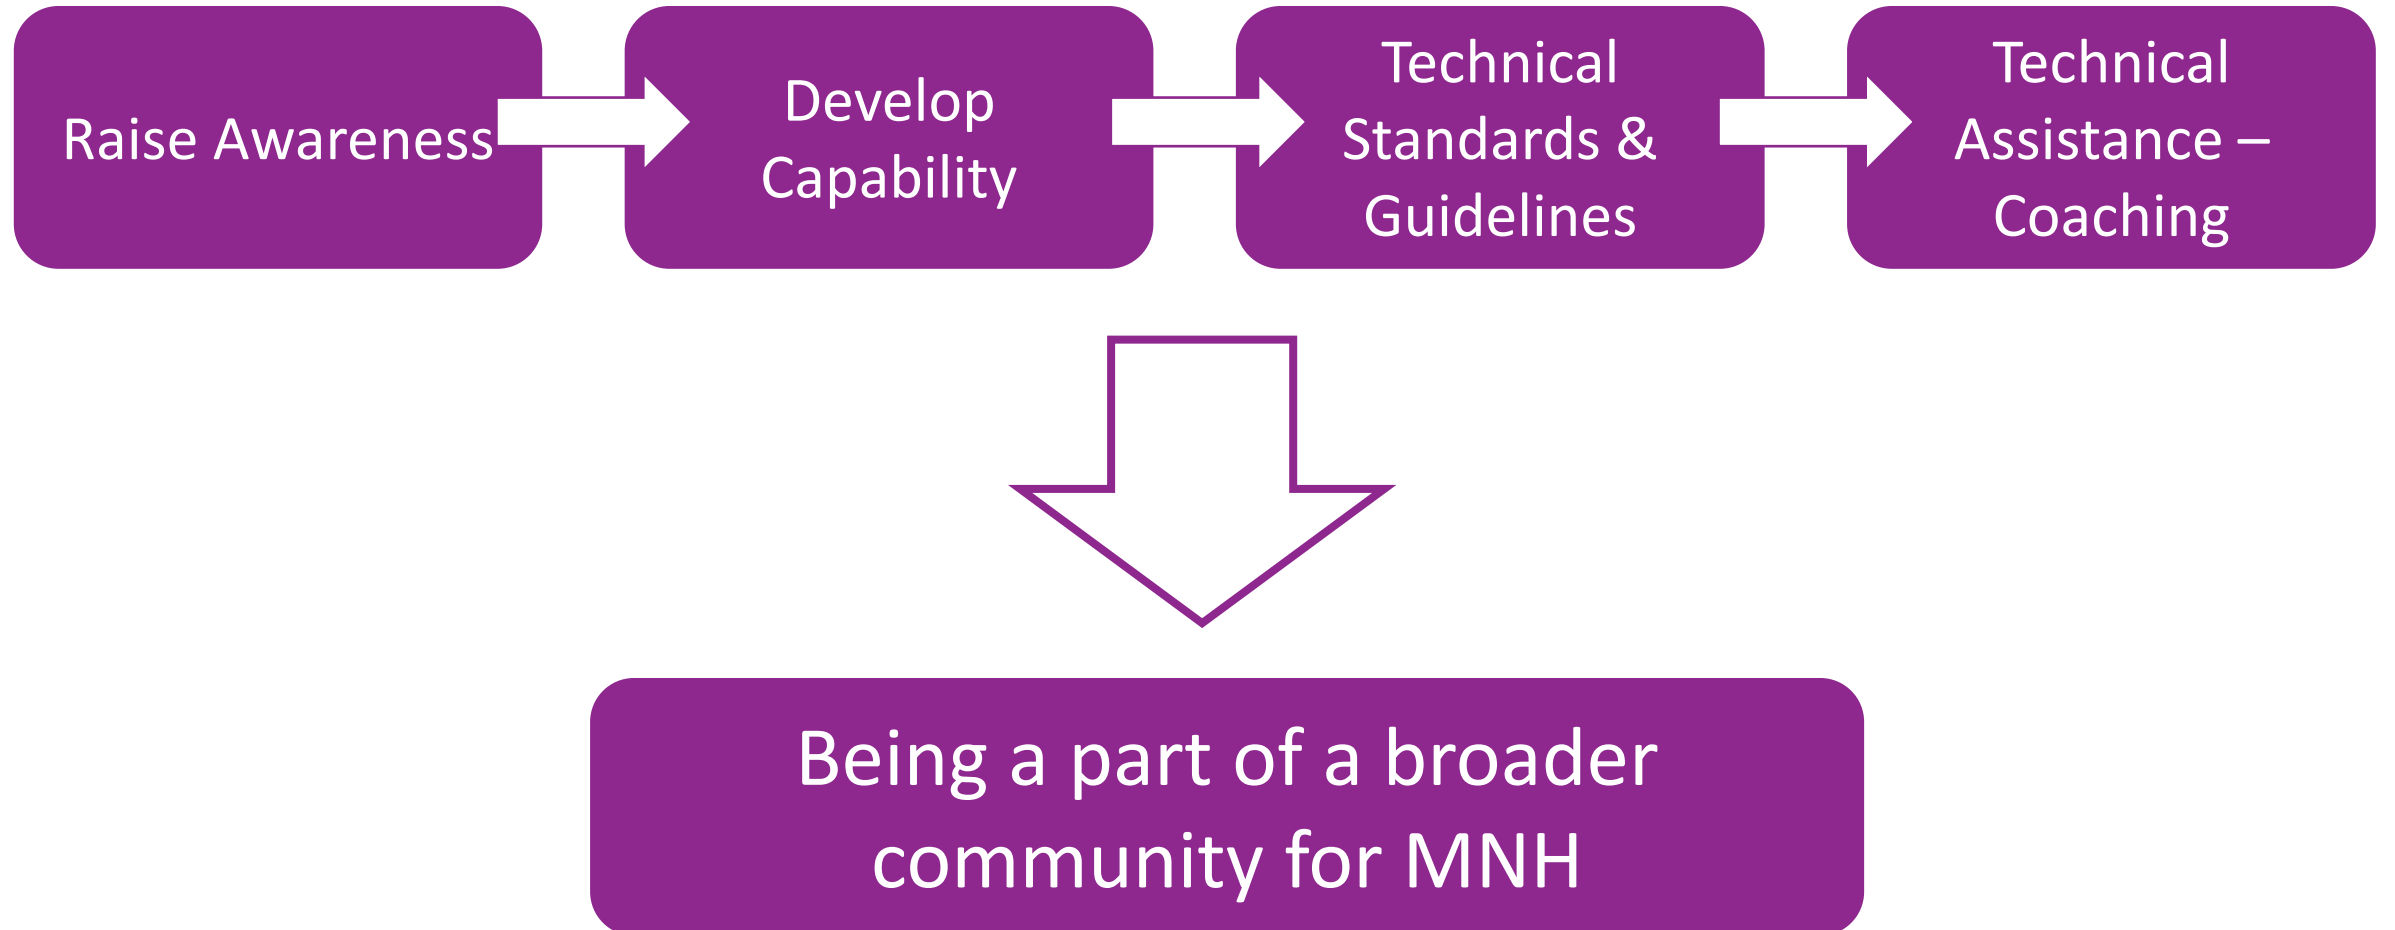 Raise Awareness
Develop
Capability
Technical
Standards &
Guidelines
Technical
Assistance –
Coaching
Being a part of a broader
community for MNH